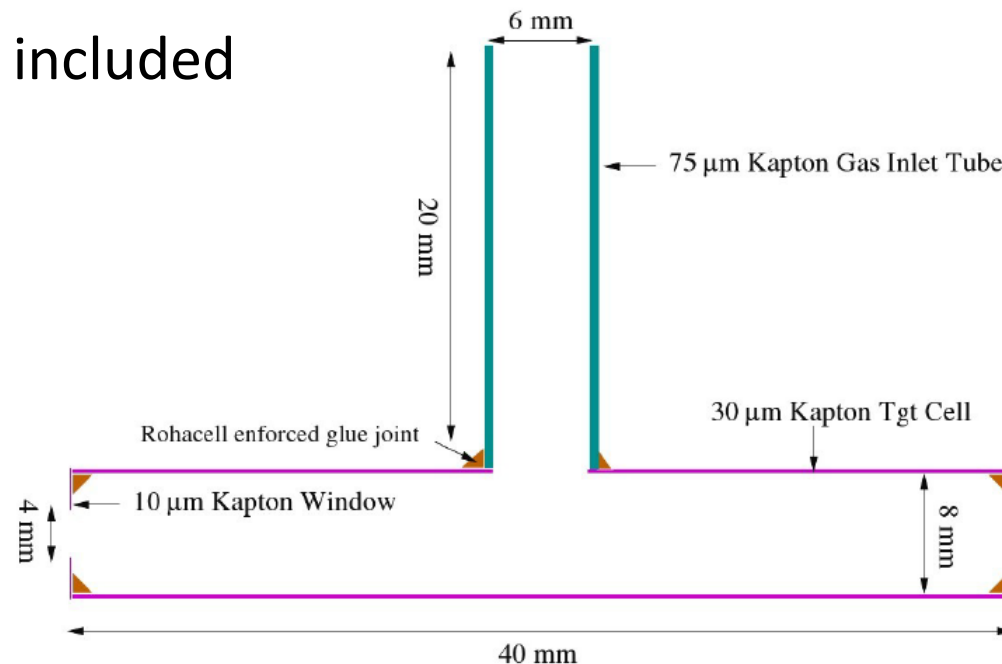 included
6 mm
75 μm Kapton Gas Inlet Tube
20 mm
30 μm Kapton Tgt Cell
Rohacell enforced glue joint
10 μm Kapton Window
4 mm
8 mm
40 mm